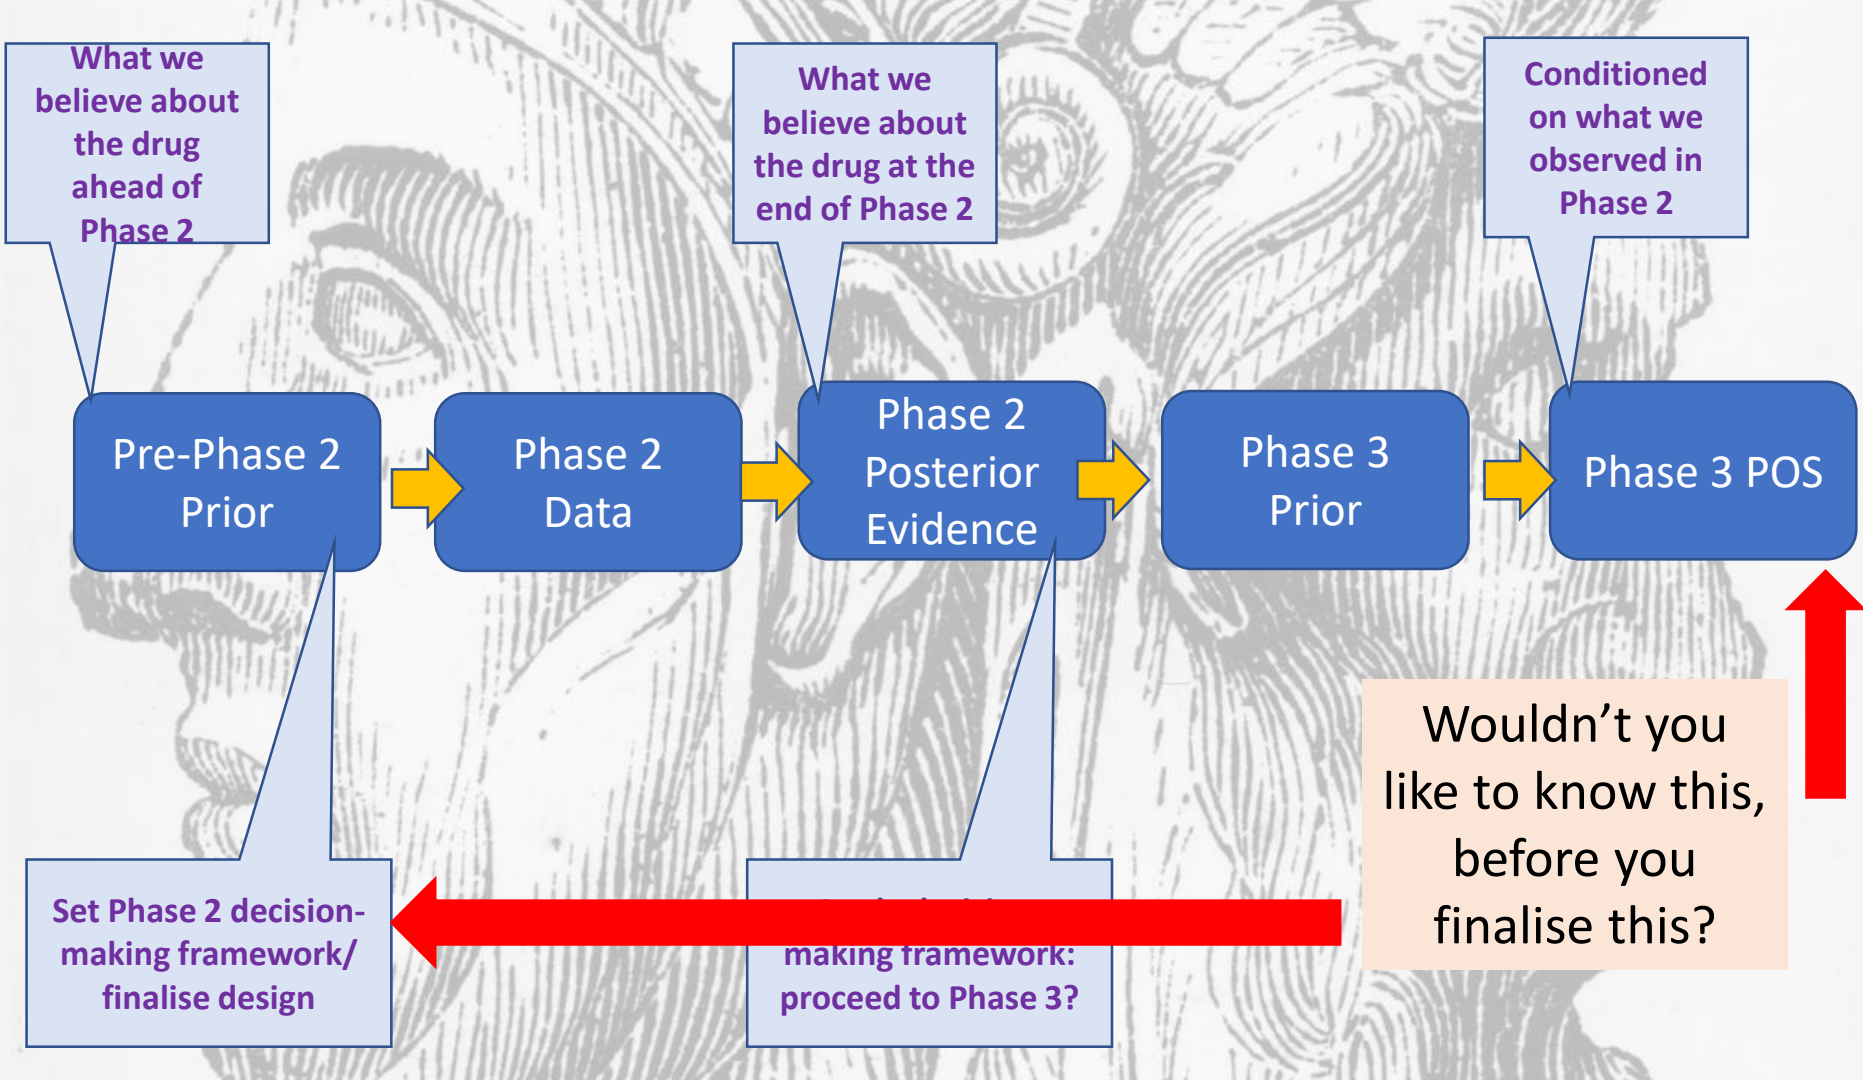 What we
believe about
the drug
ahead of
Phase 2
What we
believe about
the drug at the
end of Phase 2
Conditioned
on what we
observed in
Phase 2
Pre-Phase 2
Prior
Phase 2
Data
Phase 2
Posterior
Evidence
Phase 3
Prior
Phase 3 POS
Set Phase 2 decision-
making framework/
finalise design
making framework:
proceed to Phase 3?
Wouldn’t you
like to know this,
before you
finalise this?